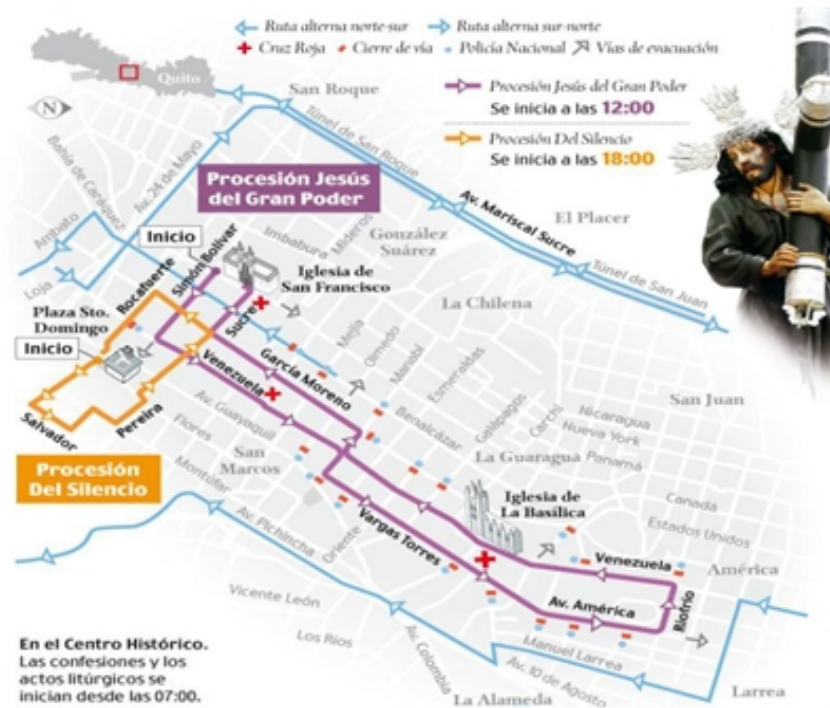 Ruta alterna norte-sur
Ruta alterna sur-norte
Cruz Roja
Cierre de vía
Policía Nacional
Vías de evacuación
Quito
San Roque
Procesión Jesús del Gran Poder
Se inicia a las 12:00
Procesión Del Silencio
Se inicia a las 18:00
N
Túnel de San Roque
Bahía de Caráquez
Av. 24 de Mayo
Procesión Jesús
del Gran Poder
Av. Mariscal Sucre
El Placer
Ambato
Inicio
Simón Bolívar
Imbabura
Mideros
González
Suárez
Túnel de San Juan
Loja
Rocafuerte
Iglesia de
San Francisco
La Chilena
Plaza Sto.
Domingo
Sucre
Mejía
Inicio
Olmedo
Manabí
Venezuela
García Moreno
Esmeraldas
San Juan
Av. Guayaquil
Benalcázar
Galápagos
Carchi
Nicaragua
Nueva York
Salvador
Pereira
Flores
San
Marcos
La Guaragua
Panamá
Procesión
Del Silencio
Montúfar
Iglesia de
La Basílica
Canadá
Estados Unidos
Av. Pichincha
Oriente
Vargas Torres
Venezuela
América
Vicente León
Av. América
Riofrío
Los Ríos
Av. Colombia
Manuel Larrea
Av. 10 de Agosto
La Alameda
Larrea
En el Centro Histórico.
Las confesiones y los
actos litúrgicos se
inician desde las 07:00.